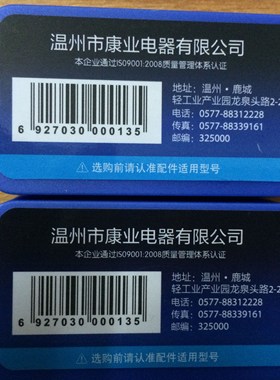 温州市康业电器有限公司
本企业通过ISO9001:2008质量管理体系认证
6 927030 000135
地址：温州·鹿城
轻工业产业园龙泉头路2-2
电话：0577-88312228
传真：0577-88339161
邮编：325000
选购前请认准配件适用型号
温州市康业电器有限公司
本企业通过ISO9001:2008质量管理体系认证
6 927030 000135
地址：温州·鹿城
轻工业产业园龙泉头路2-2
电话：0577-88312228
传真：0577-88339161
邮编：325000
选购前请认准配件适用型号